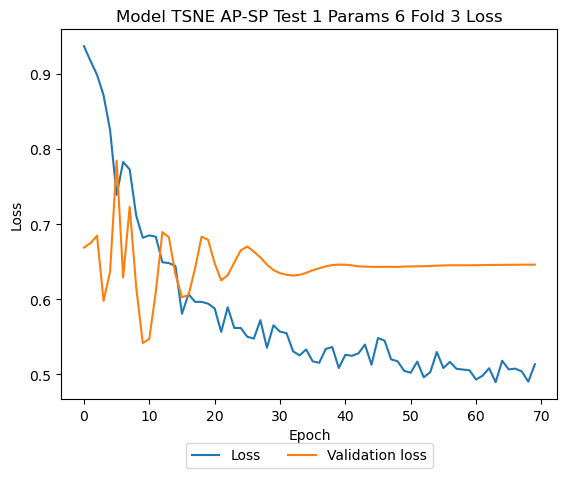 Model TSNE AP-SP Test 1 Params 6 Fold 3 Loss
0.9
0.8
0.7
0.6
0.5
Loss
0 10 20 30 40 50 60 70
Epoch
Loss Validation loss